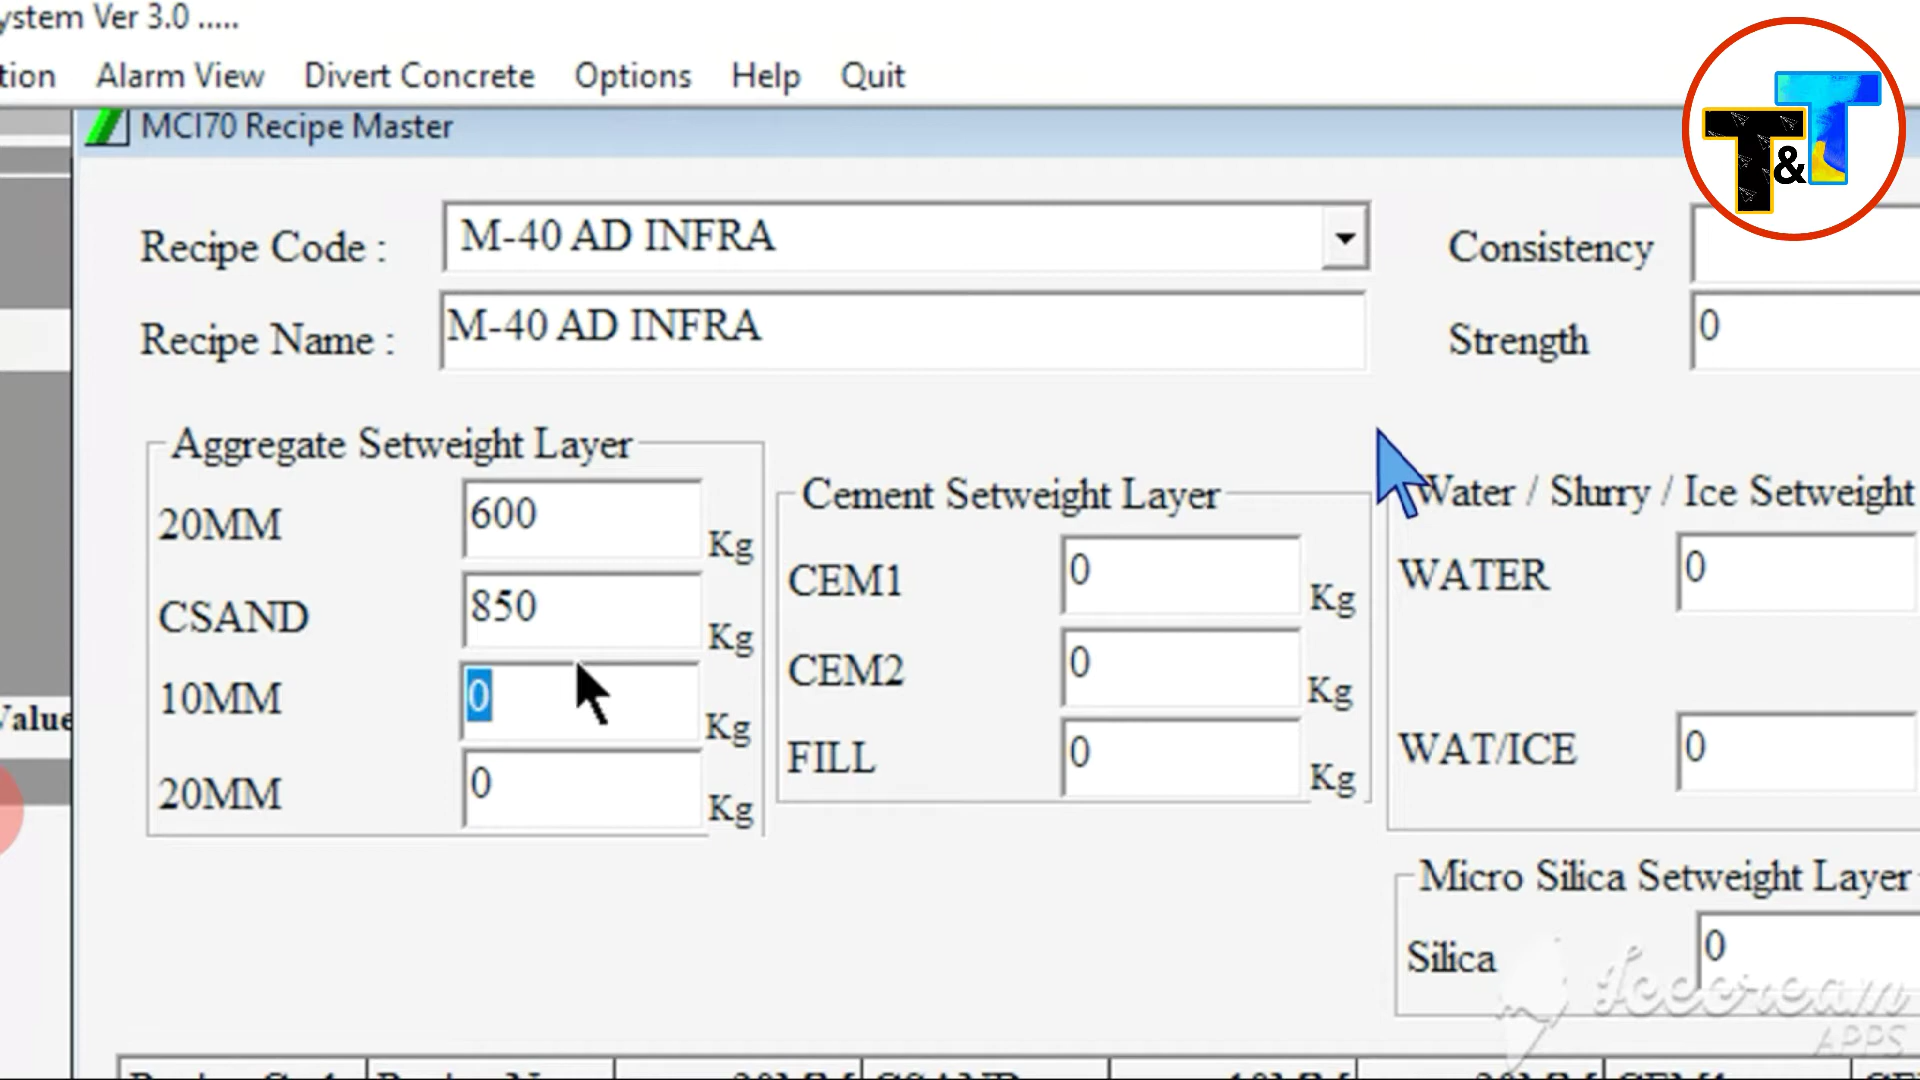 ystem Ver 3.0 .....
tion Alarm View Divert Concrete Options Help Quit
MCI70 Recipe Master
T&T
Recipe Code : M-40 AD INFRA
Consistency
Recipe Name : M-40 AD INFRA
Strength 0
Aggregate Setweight Layer
20MM 600 Kg
CSAND 850 Kg
10MM 0 Kg
20MM 0 Kg
Cement Setweight Layer
CEM1 0 Kg
CEM2 0 Kg
FILL 0 Kg
Water / Slurry / Ice Setweight
WATER 0
WAT/ICE 0
Value
Micro Silica Setweight Layer
Silica 0
Icecream
APPS